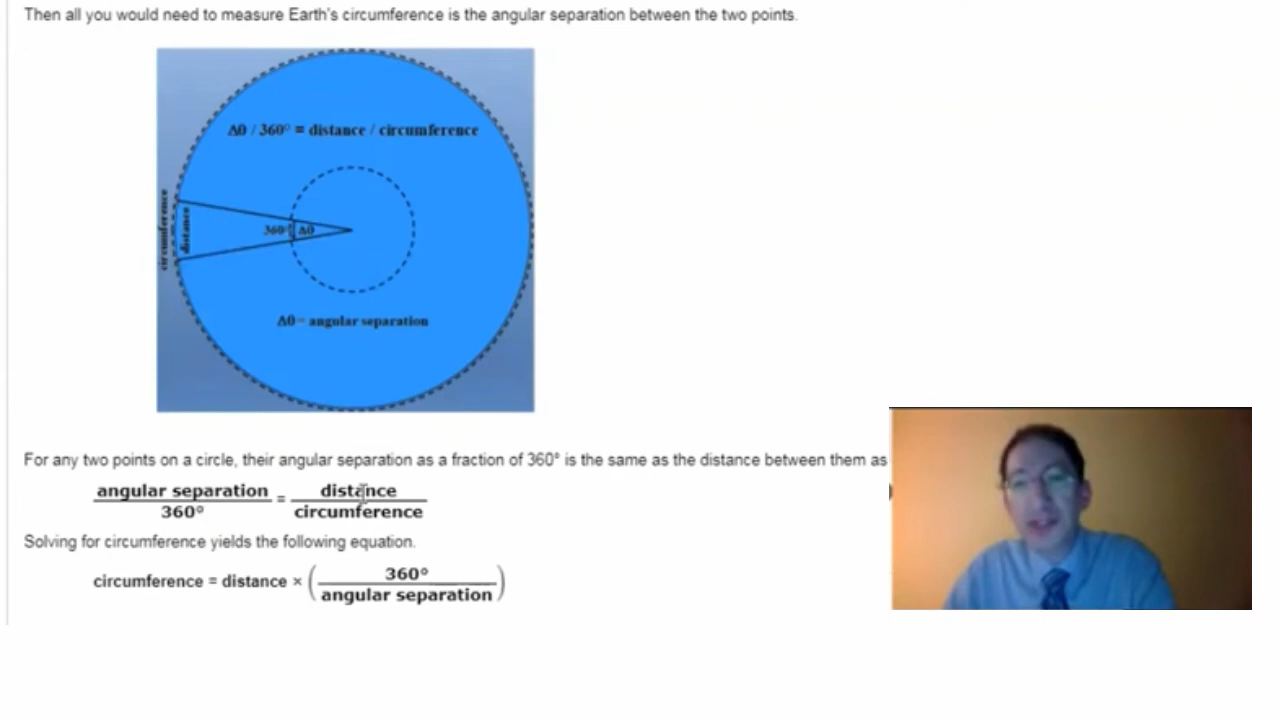 Then all you would need to measure Earth's circumference is the angular separation between the two points.
Δθ / 360° = distance / circumference
circumference
distance
360° Δθ
Δθ = angular separation
For any two points on a circle, their angular separation as a fraction of 360° is the same as the distance between them as
angular separation / 360° = distance / circumference
Solving for circumference yields the following equation.
circumference = distance × ( 360° / angular separation )